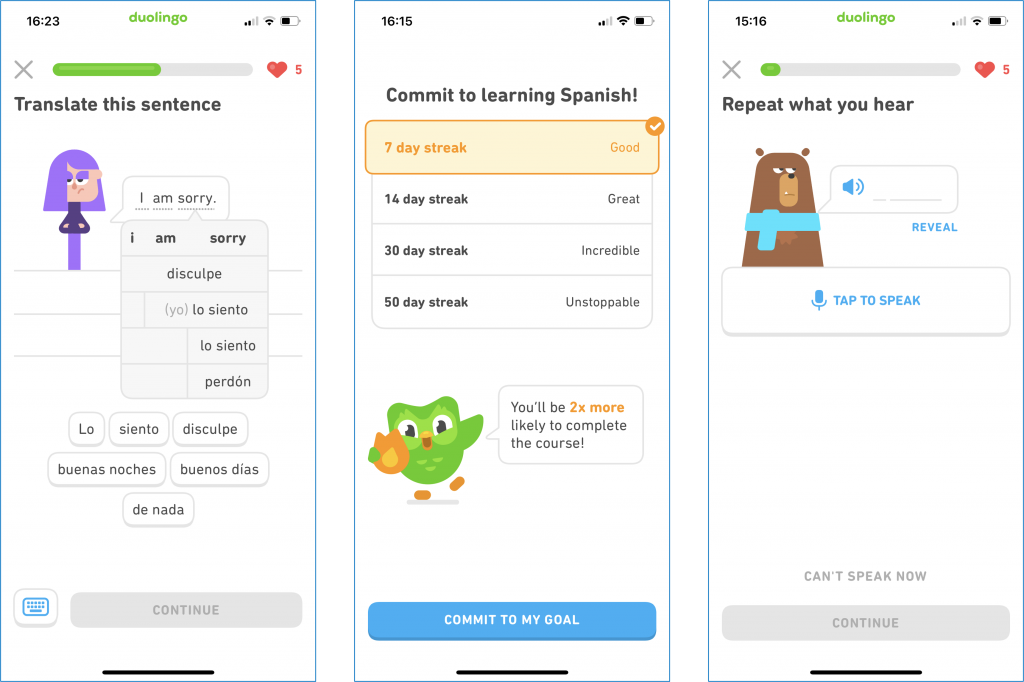 16:23
duolingo
5
Translate this sentence
I am sorry.
i am sorry
disculpe
(yo) lo siento
lo siento
perdón
Lo siento disculpe
buenas noches buenos días
de nada
CONTINUE
16:15
Commit to learning Spanish!
7 day streak Good
14 day streak Great
30 day streak Incredible
50 day streak Unstoppable
You'll be 2x more
likely to complete
the course!
COMMIT TO MY GOAL
15:16
duolingo
5
Repeat what you hear
REVEAL
TAP TO SPEAK
CAN'T SPEAK NOW
CONTINUE